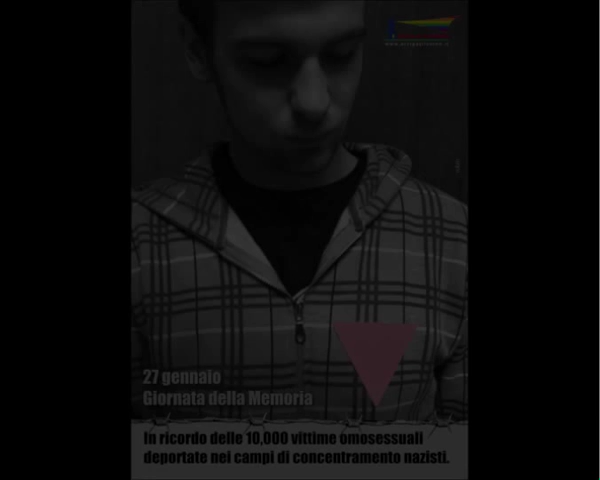 27 gennaio
Giornata della Memoria
In ricordo delle 10,000 vittime omosessuali
deportate nei campi di concentramento nazisti.